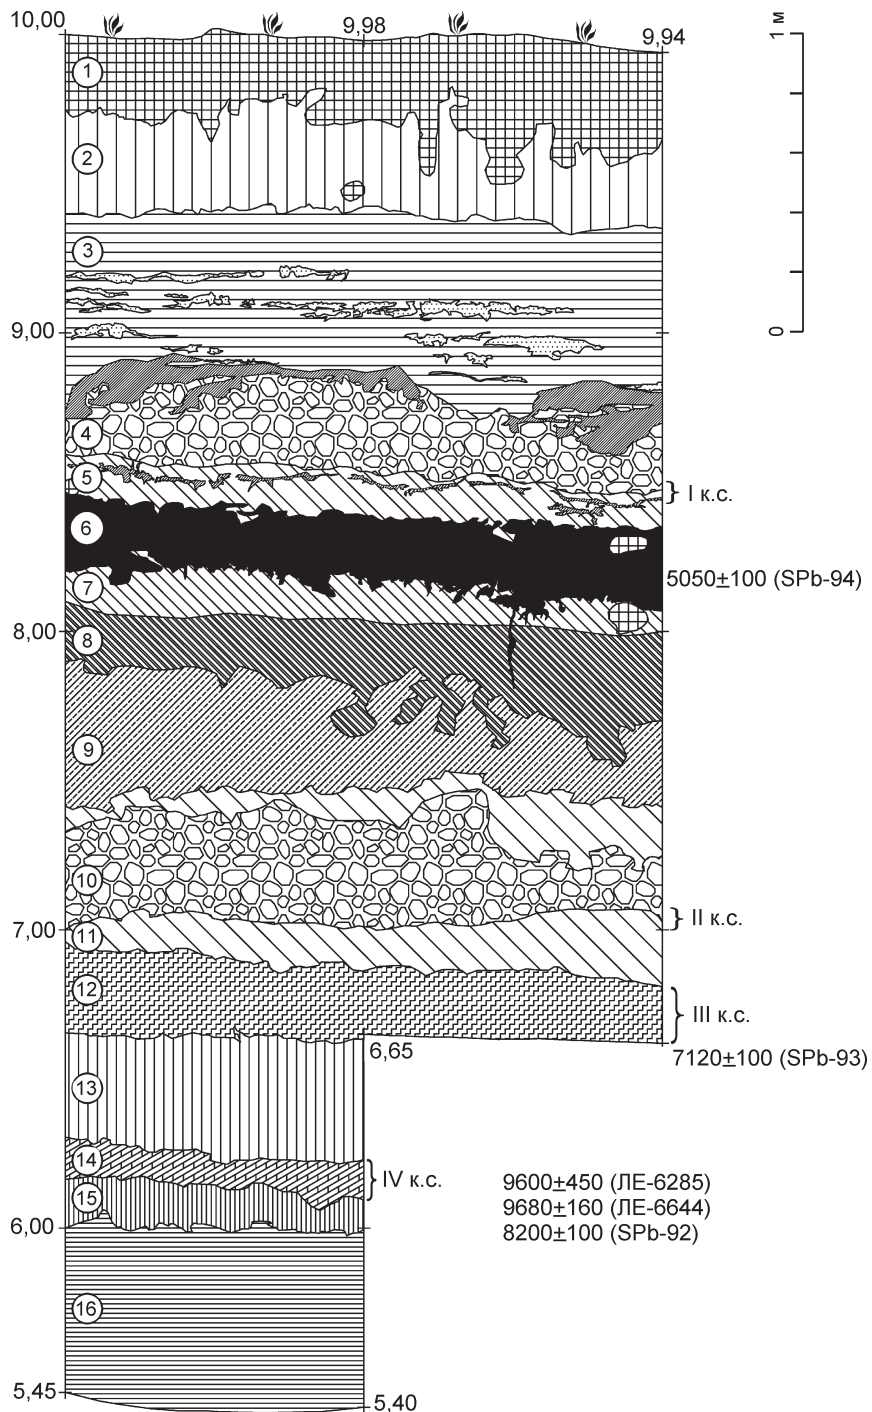 10,00
9,98
9,94
1 м
0
1
2
3
9,00
4
5
I к.с.
6
5050±100 (SPb-94)
7
8,00
8
9
10
II к.с.
7,00
11
12
III к.с.
6,65
7120±100 (SPb-93)
13
14
IV к.с.
9600±450 (ЛЕ-6285)
15
9680±160 (ЛЕ-6644)
6,00
8200±100 (SPb-92)
16
5,45
5,40